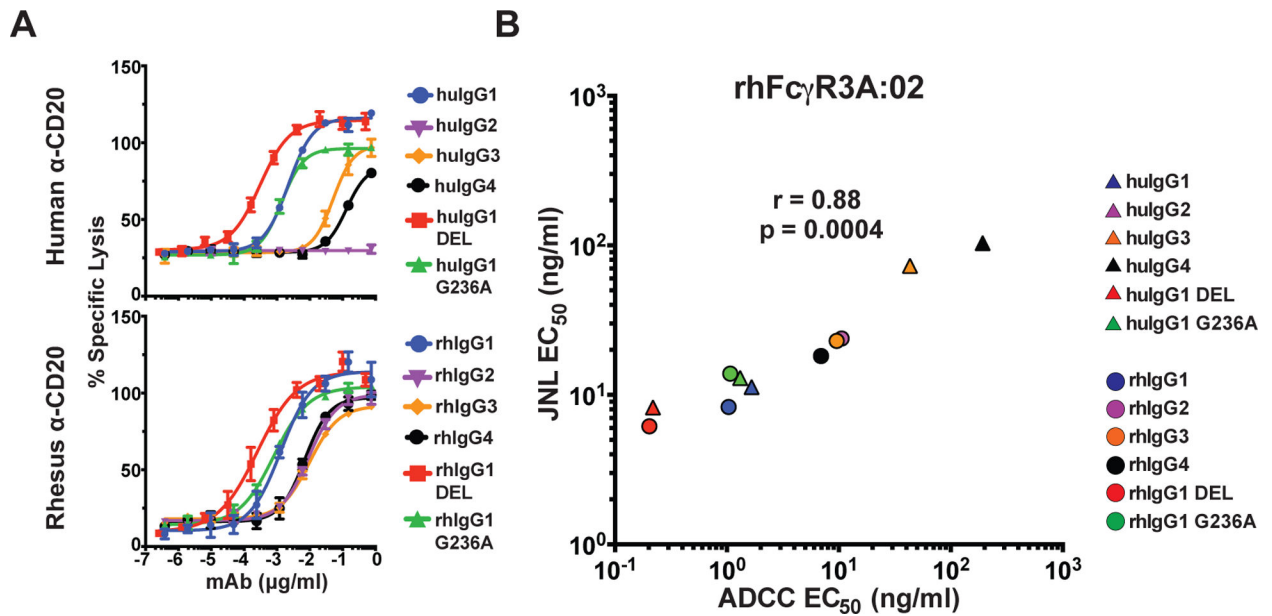 A
Human α-CD20
Rhesus α-CD20
% Specific Lysis
150
100
50
0
huIgG1
huIgG2
huIgG3
huIgG4
huIgG1
DEL
huIgG1
G236A
150
100
50
0
-7
-6
-5
-4
-3
-2
-1
0
mAb (µg/ml)
rhIgG1
rhIgG2
rhIgG3
rhIgG4
rhIgG1
DEL
rhIgG1
G236A
B
rhFcγR3A:02
r = 0.88
p = 0.0004
JNL EC50 (ng/ml)
10³
10²
10¹
10⁰
10⁻¹
10⁰
10¹
10²
10³
ADCC EC50 (ng/ml)
huIgG1
huIgG2
huIgG3
huIgG4
huIgG1 DEL
huIgG1 G236A
rhIgG1
rhIgG2
rhIgG3
rhIgG4
rhIgG1 DEL
rhIgG1 G236A